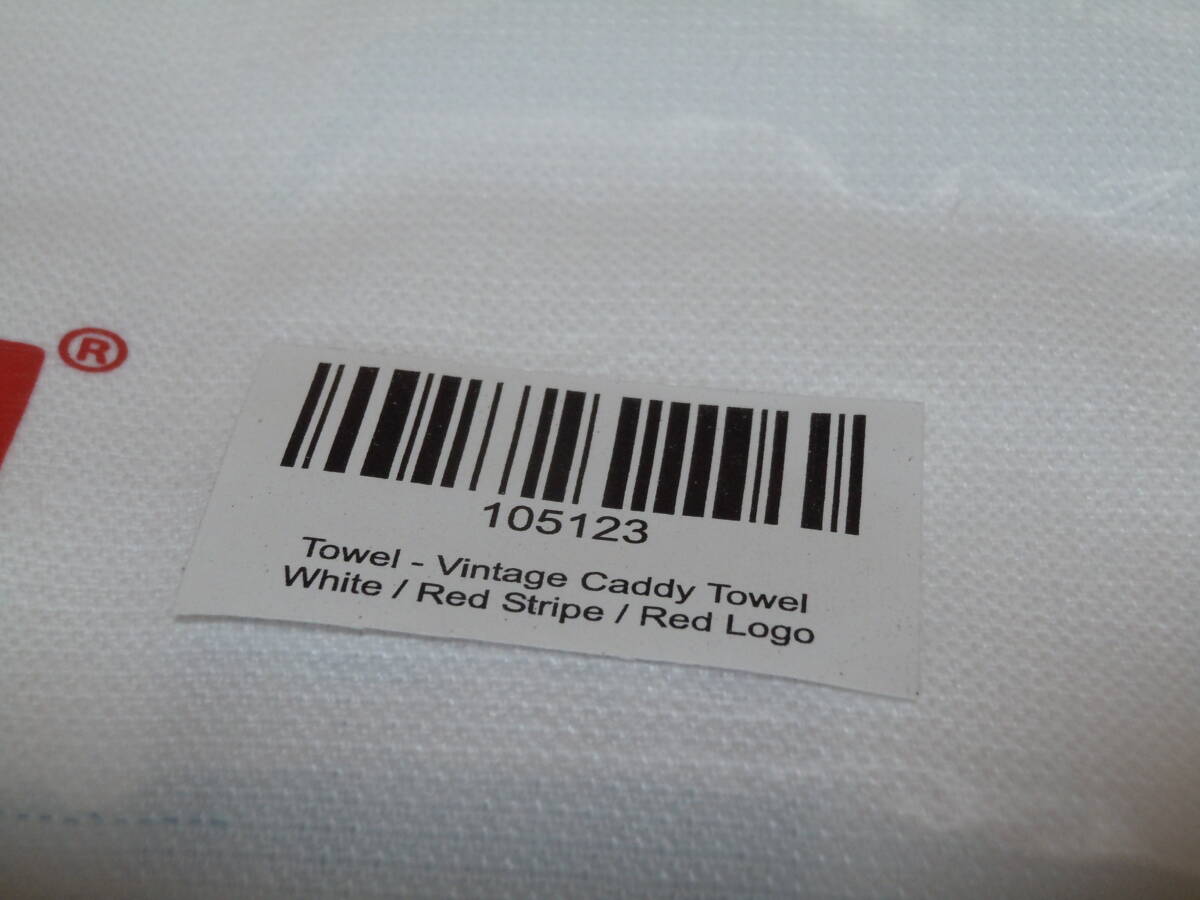 ®
105123
Towel - Vintage Caddy Towel
White / Red Stripe / Red Logo